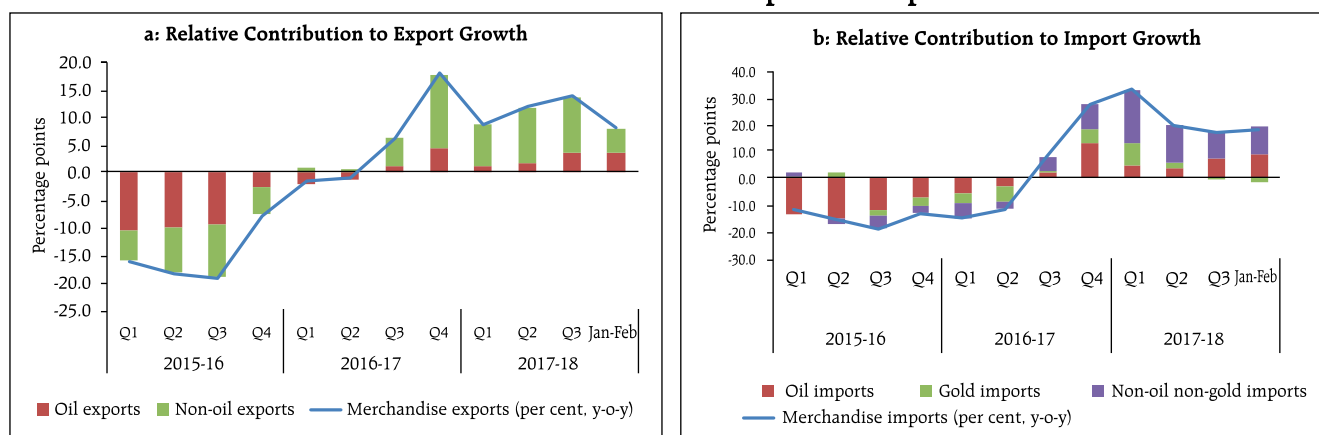 a: Relative Contribution to Export Growth
Percentage points
20.0
15.0
10.0
5.0
0.0
-5.0
-10.0
-15.0
-20.0
-25.0
Q1 Q2 Q3 Q4 Q1 Q2 Q3 Q4 Q1 Q2 Q3 Jan-Feb
2015-16 2016-17 2017-18
Oil exports Non-oil exports Merchandise exports (per cent, y-o-y)
b: Relative Contribution to Import Growth
Percentage points
40.0
30.0
20.0
10.0
0.0
-10.0
-20.0
-30.0
Q1 Q2 Q3 Q4 Q1 Q2 Q3 Q4 Q1 Q2 Q3 Jan-Feb
2015-16 2016-17 2017-18
Oil imports Gold imports Non-oil non-gold imports
Merchandise imports (per cent, y-o-y)